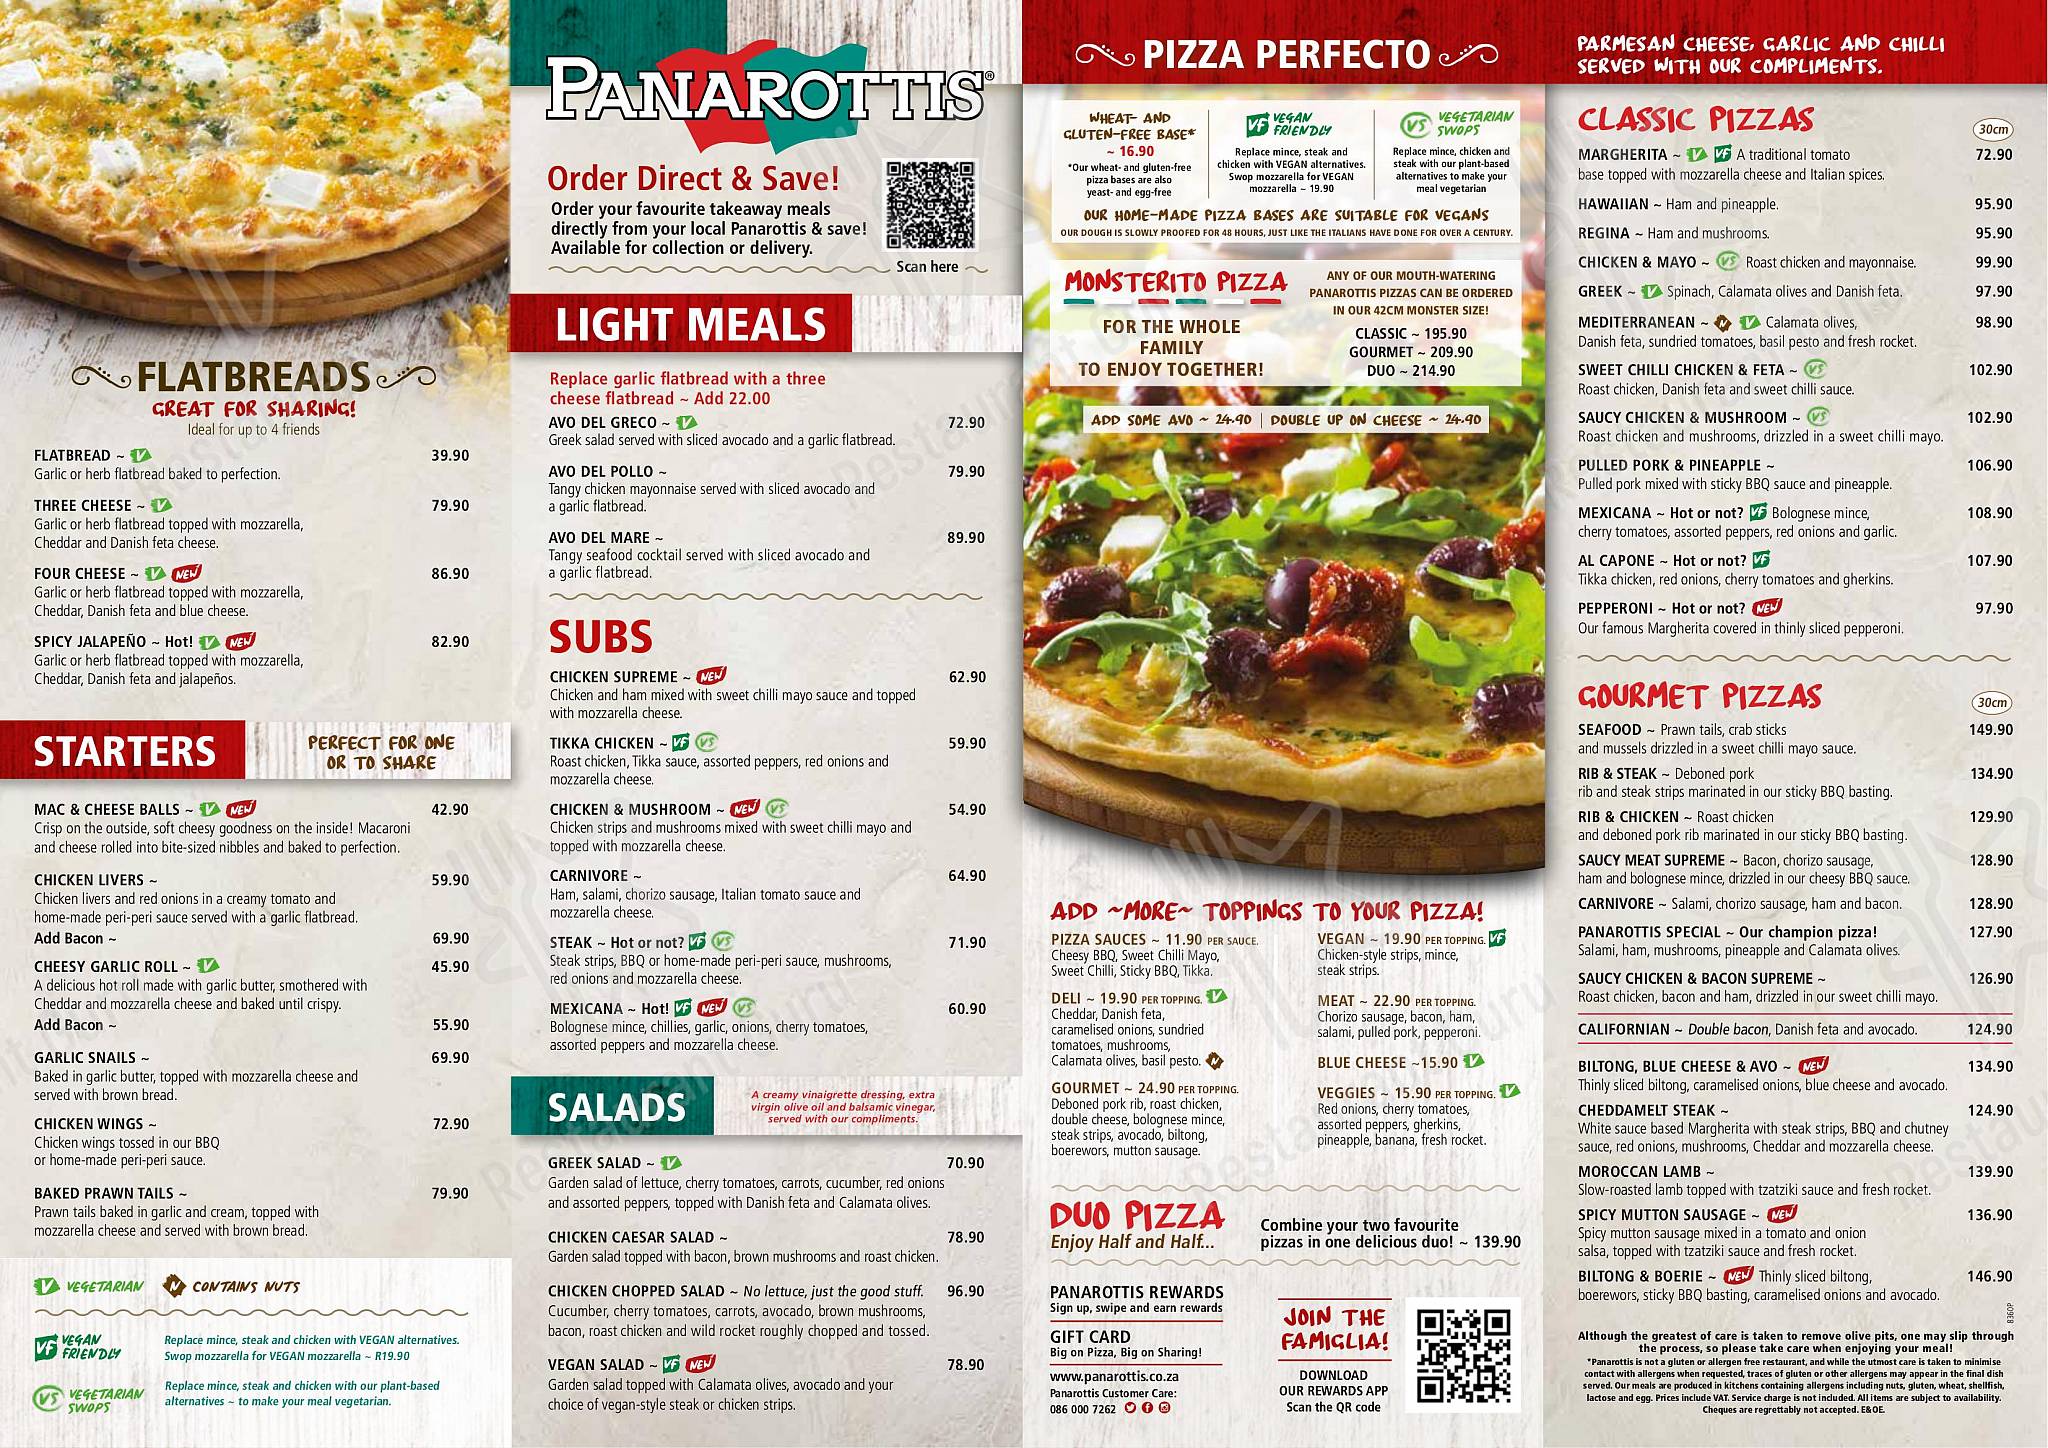 FLATBREADS
GREAT FOR SHARING!
Ideal for up to 4 friends
FLATBREAD ~ V 39.90
Garlic or herb flatbread baked to perfection.
THREE CHEESE ~ V 79.90
Garlic or herb flatbread topped with mozzarella,
Cheddar and Danish feta cheese.
FOUR CHEESE ~ V NEW 86.90
Garlic or herb flatbread topped with mozzarella,
Cheddar, Danish feta and blue cheese.
SPICY JALAPEÑO ~ Hot! V NEW 82.90
Garlic or herb flatbread topped with mozzarella,
Cheddar, Danish feta and jalapeños.
STARTERS
PERFECT FOR ONE
OR TO SHARE
MAC & CHEESE BALLS ~ V NEW 42.90
Crisp on the outside, soft cheesy goodness on the inside! Macaroni
and cheese rolled into bite-sized nibbles and baked to perfection.
CHICKEN LIVERS ~ 59.90
Chicken livers and red onions in a creamy tomato and
home-made peri-peri sauce served with a garlic flatbread.
Add Bacon ~ 69.90
CHEESY GARLIC ROLL ~ V 45.90
A delicious hot roll made with garlic butter, smothered with
Cheddar and mozzarella cheese and baked until crispy.
Add Bacon ~ 55.90
GARLIC SNAILS ~ 69.90
Baked in garlic butter, topped with mozzarella cheese and
served with brown bread.
CHICKEN WINGS ~ 72.90
Chicken wings tossed in our BBQ
or home-made peri-peri sauce.
BAKED PRAWN TAILS ~ 79.90
Prawn tails baked in garlic and cream, topped with
mozzarella cheese and served with brown bread.
V VEGETARIAN N CONTAINS NUTS
VF VEGAN FRIENDLY
Replace mince, steak and chicken with VEGAN alternatives.
Swop mozzarella for VEGAN mozzarella ~ R19.90
VS VEGETARIAN SWOPS
Replace mince, steak and chicken with our plant-based
alternatives ~ to make your meal vegetarian.
PANAROTTIS®
Order Direct & Save!
Order your favourite takeaway meals
directly from your local Panarottis & save!
Available for collection or delivery.
Scan here
LIGHT MEALS
Replace garlic flatbread with a three
cheese flatbread ~ Add 22.00
AVO DEL GRECO ~ V 72.90
Greek salad served with sliced avocado and a garlic flatbread.
AVO DEL POLLO ~ 79.90
Tangy chicken mayonnaise served with sliced avocado and
a garlic flatbread.
AVO DEL MARE ~ 89.90
Tangy seafood cocktail served with sliced avocado and
a garlic flatbread.
SUBS
CHICKEN SUPREME ~ NEW 62.90
Chicken and ham mixed with sweet chilli mayo sauce and topped
with mozzarella cheese.
TIKKA CHICKEN ~ VF VS 59.90
Roast chicken, Tikka sauce, assorted peppers, red onions and
mozzarella cheese.
CHICKEN & MUSHROOM ~ NEW VS 54.90
Chicken strips and mushrooms mixed with sweet chilli mayo and
topped with mozzarella cheese.
CARNIVORE ~ 64.90
Ham, salami, chorizo sausage, Italian tomato sauce and
mozzarella cheese.
STEAK ~ Hot or not? VF VS 71.90
Steak strips, BBQ or home-made peri-peri sauce, mushrooms,
red onions and mozzarella cheese.
MEXICANA ~ Hot! VF NEW VS 60.90
Bolognese mince, chillies, garlic, onions, cherry tomatoes,
assorted peppers and mozzarella cheese.
SALADS
A creamy vinaigrette dressing, extra
virgin olive oil and balsamic vinegar,
served with our compliments.
GREEK SALAD ~ V 70.90
Garden salad of lettuce, cherry tomatoes, carrots, cucumber, red onions
and assorted peppers, topped with Danish feta and Calamata olives.
CHICKEN CAESAR SALAD ~ 78.90
Garden salad topped with bacon, brown mushrooms and roast chicken.
CHICKEN CHOPPED SALAD ~ No lettuce, just the good stuff. 96.90
Cucumber, cherry tomatoes, carrots, avocado, brown mushrooms,
bacon, roast chicken and wild rocket roughly chopped and tossed.
VEGAN SALAD ~ VF NEW 78.90
Garden salad topped with Calamata olives, avocado and your
choice of vegan-style steak or chicken strips.
PIZZA PERFECTO
WHEAT- AND
GLUTEN-FREE BASE*
~ 16.90
*Our wheat- and gluten-free
pizza bases are also
yeast- and egg-free
VF VEGAN FRIENDLY
Replace mince, steak and
chicken with VEGAN alternatives.
Swop mozzarella for VEGAN
mozzarella ~ 19.90
VS VEGETARIAN SWOPS
Replace mince, chicken and
steak with our plant-based
alternatives to make your
meal vegetarian
OUR HOME-MADE PIZZA BASES ARE SUITABLE FOR VEGANS
OUR DOUGH IS SLOWLY PROOFED FOR 48 HOURS, JUST LIKE THE ITALIANS HAVE DONE FOR OVER A CENTURY.
MONSTERITO PIZZA
FOR THE WHOLE
FAMILY
TO ENJOY TOGETHER!
ANY OF OUR MOUTH-WATERING
PANAROTTIS PIZZAS CAN BE ORDERED
IN OUR 42CM MONSTER SIZE!
CLASSIC ~ 195.90
GOURMET ~ 209.90
DUO ~ 214.90
ADD SOME AVO ~ 24.90 | DOUBLE UP ON CHEESE ~ 24.90
ADD ~MORE~ TOPPINGS TO YOUR PIZZA!
PIZZA SAUCES ~ 11.90 PER SAUCE.
Cheesy BBQ, Sweet Chilli Mayo,
Sweet Chilli, Sticky BBQ, Tikka.
DELI ~ 19.90 PER TOPPING. V
Cheddar, Danish feta,
caramelised onions, sundried
tomatoes, mushrooms,
Calamata olives, basil pesto. N
GOURMET ~ 24.90 PER TOPPING.
Deboned pork rib, roast chicken,
double cheese, bolognese mince,
steak strips, avocado, biltong,
boerewors, mutton sausage.
VEGAN ~ 19.90 PER TOPPING. VF
Chicken-style strips, mince,
steak strips.
MEAT ~ 22.90 PER TOPPING.
Chorizo sausage, bacon, ham,
salami, pulled pork, pepperoni.
BLUE CHEESE ~15.90 V
VEGGIES ~ 15.90 PER TOPPING. V
Red onions, cherry tomatoes,
assorted peppers, gherkins,
pineapple, banana, fresh rocket.
DUO PIZZA
Enjoy Half and Half...
Combine your two favourite
pizzas in one delicious duo! ~ 139.90
PANAROTTIS REWARDS
Sign up, swipe and earn rewards
GIFT CARD
Big on Pizza, Big on Sharing!
www.panarottis.co.za
Panarottis Customer Care:
086 000 7262
JOIN THE
FAMIGLIA!
DOWNLOAD
OUR REWARDS APP
Scan the QR code
PARMESAN CHEESE, GARLIC AND CHILLI
SERVED WITH OUR COMPLIMENTS.
CLASSIC PIZZAS
30cm
MARGHERITA ~ V VF A traditional tomato 72.90
base topped with mozzarella cheese and Italian spices.
HAWAIIAN ~ Ham and pineapple. 95.90
REGINA ~ Ham and mushrooms. 95.90
CHICKEN & MAYO ~ VS Roast chicken and mayonnaise. 99.90
GREEK ~ V Spinach, Calamata olives and Danish feta. 97.90
MEDITERRANEAN ~ N V Calamata olives, 98.90
Danish feta, sundried tomatoes, basil pesto and fresh rocket.
SWEET CHILLI CHICKEN & FETA ~ VS 102.90
Roast chicken, Danish feta and sweet chilli sauce.
SAUCY CHICKEN & MUSHROOM ~ VS 102.90
Roast chicken and mushrooms, drizzled in a sweet chilli mayo.
PULLED PORK & PINEAPPLE ~ 106.90
Pulled pork mixed with sticky BBQ sauce and pineapple.
MEXICANA ~ Hot or not? VF Bolognese mince, 108.90
cherry tomatoes, assorted peppers, red onions and garlic.
AL CAPONE ~ Hot or not? VF 107.90
Tikka chicken, red onions, cherry tomatoes and gherkins.
PEPPERONI ~ Hot or not? NEW 97.90
Our famous Margherita covered in thinly sliced pepperoni.
GOURMET PIZZAS
30cm
SEAFOOD ~ Prawn tails, crab sticks 149.90
and mussels drizzled in a sweet chilli mayo sauce.
RIB & STEAK ~ Deboned pork 134.90
rib and steak strips marinated in our sticky BBQ basting.
RIB & CHICKEN ~ Roast chicken 129.90
and deboned pork rib marinated in our sticky BBQ basting.
SAUCY MEAT SUPREME ~ Bacon, chorizo sausage, 128.90
ham and bolognese mince, drizzled in our cheesy BBQ sauce.
CARNIVORE ~ Salami, chorizo sausage, ham and bacon. 128.90
PANAROTTIS SPECIAL ~ Our champion pizza! 127.90
Salami, ham, mushrooms, pineapple and Calamata olives.
SAUCY CHICKEN & BACON SUPREME ~ 126.90
Roast chicken, bacon and ham, drizzled in our sweet chilli mayo.
CALIFORNIAN ~ Double bacon, Danish feta and avocado. 124.90
BILTONG, BLUE CHEESE & AVO ~ NEW 134.90
Thinly sliced biltong, caramelised onions, blue cheese and avocado.
CHEDDAMELT STEAK ~ 124.90
White sauce based Margherita with steak strips, BBQ and chutney
sauce, red onions, mushrooms, Cheddar and mozzarella cheese.
MOROCCAN LAMB ~ 139.90
Slow-roasted lamb topped with tzatziki sauce and fresh rocket.
SPICY MUTTON SAUSAGE ~ NEW 136.90
Spicy mutton sausage mixed in a tomato and onion
salsa, topped with tzatziki sauce and fresh rocket.
BILTONG & BOERIE ~ NEW Thinly sliced biltong, 146.90
boerewors, sticky BBQ basting, caramelised onions and avocado.
8360P
Although the greatest of care is taken to remove olive pits, one may slip through
the process, so please take care when enjoying your meal!
*Panarottis is not a gluten or allergen free restaurant, and while the utmost care is taken to minimise
contact with allergens when requested, traces of gluten or other allergens may appear in the final dish
served. Our meals are produced in kitchens containing allergens including nuts, gluten, wheat, shellfish,
lactose and egg. Prices include VAT. Service charge is not included. All items are subject to availability.
Cheques are regrettably not accepted. E&OE.